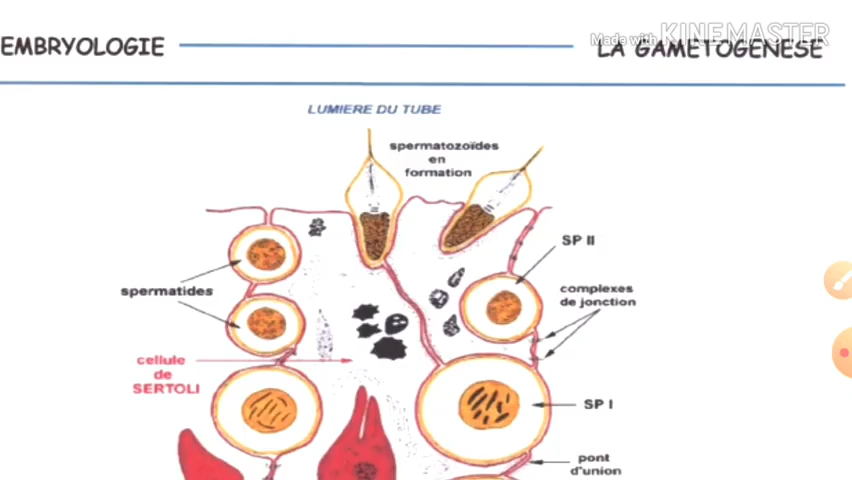 EMBRYOLOGIE
LA GAMETOGENESE
Made with KINEMASTER
LUMIERE DU TUBE
spermatozoïdes
en
formation
SP II
spermatides
complexes
de jonction
cellule
de
SERTOLI
SP I
pont
d'union